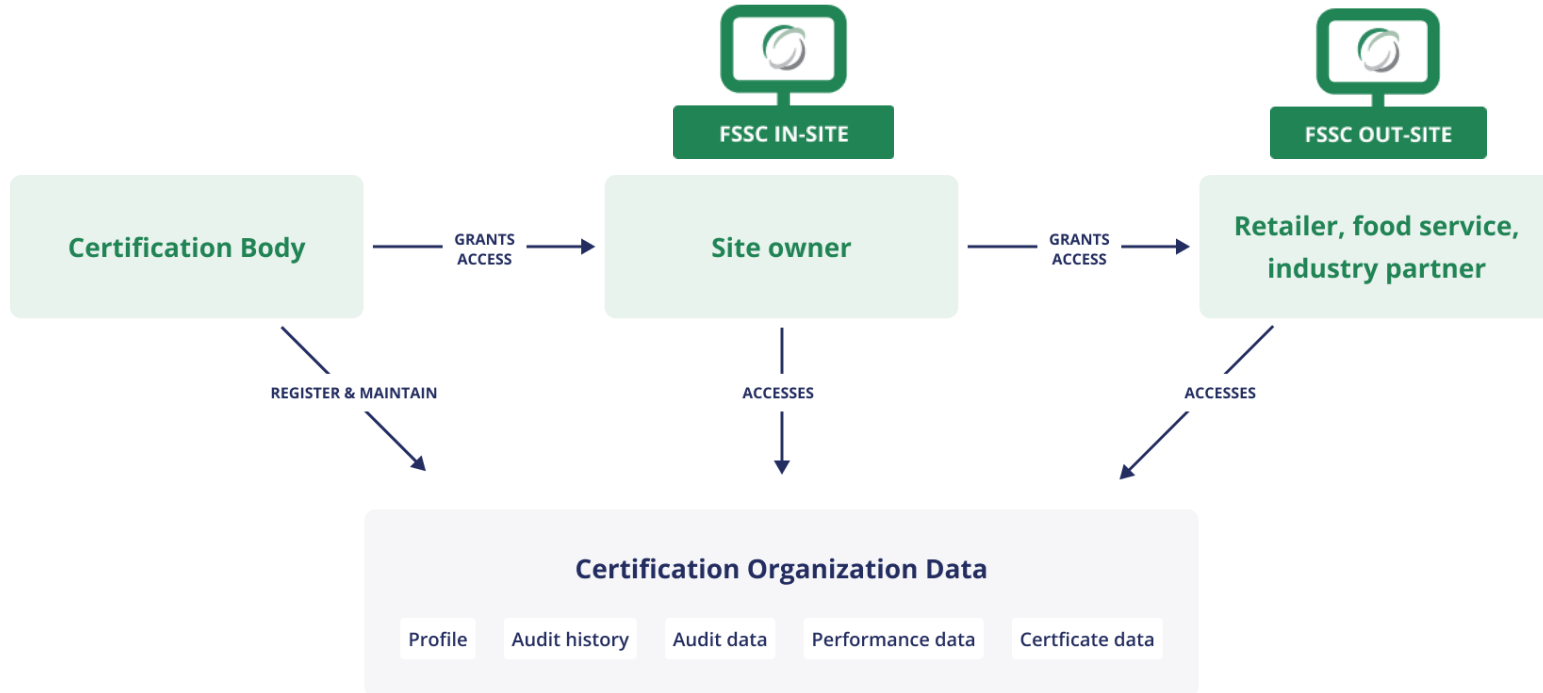 FSSC IN-SITE
FSSC OUT-SITE
Certification Body
GRANTS
ACCESS
Site owner
GRANTS
ACCESS
Retailer, food service,
industry partner
REGISTER & MAINTAIN
ACCESSES
ACCESSES
Certification Organization Data
Profile
Audit history
Audit data
Performance data
Certficate data